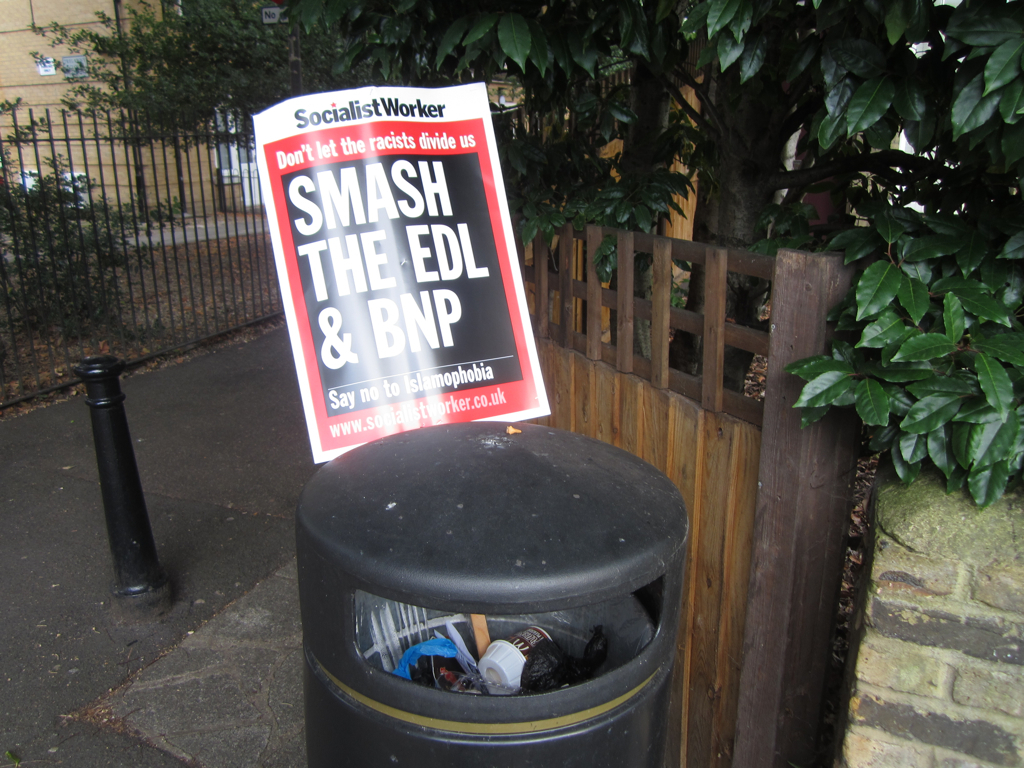 No
SocialistWorker
Don't let the racists divide us
SMASH
THE EDL
& BNP
Say no to Islamophobia
www.socialistworker.co.uk